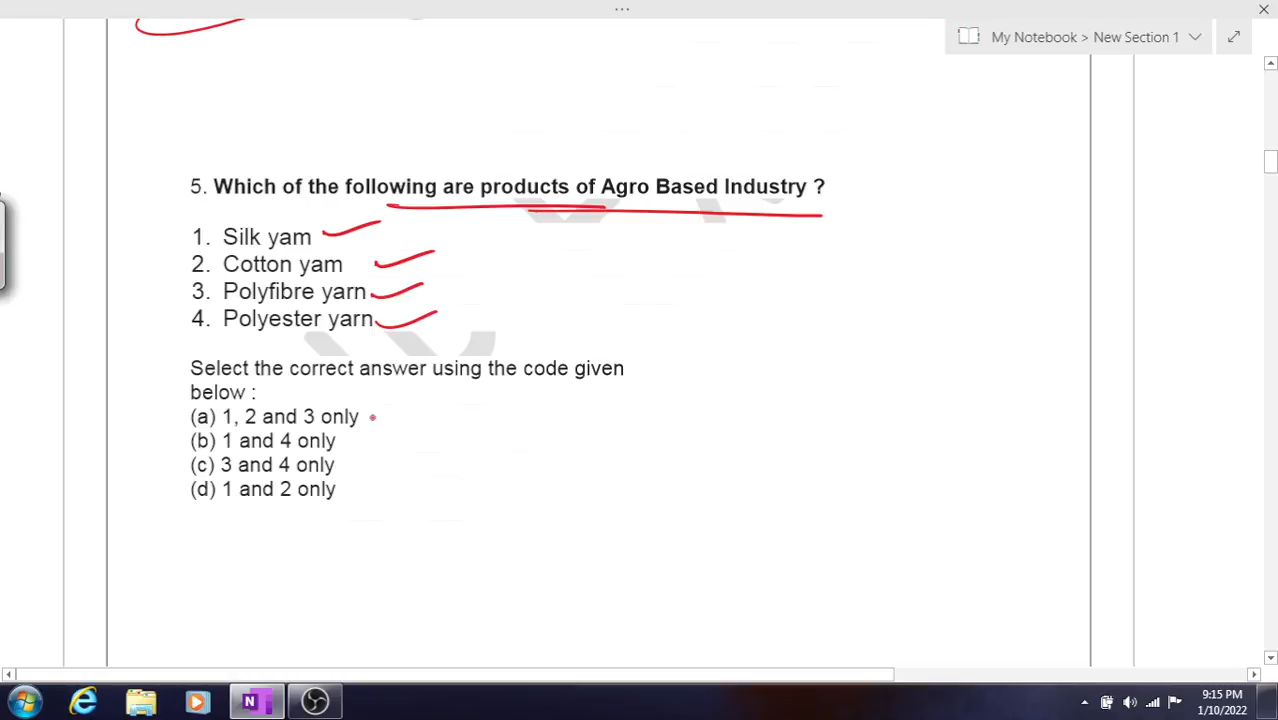 ...
My Notebook > New Section 1
5. Which of the following are products of Agro Based Industry ?
1. Silk yam
2. Cotton yam
3. Polyfibre yarn
4. Polyester yarn
Select the correct answer using the code given
below :
(a) 1, 2 and 3 only
(b) 1 and 4 only
(c) 3 and 4 only
(d) 1 and 2 only
9:15 PM
1/10/2022